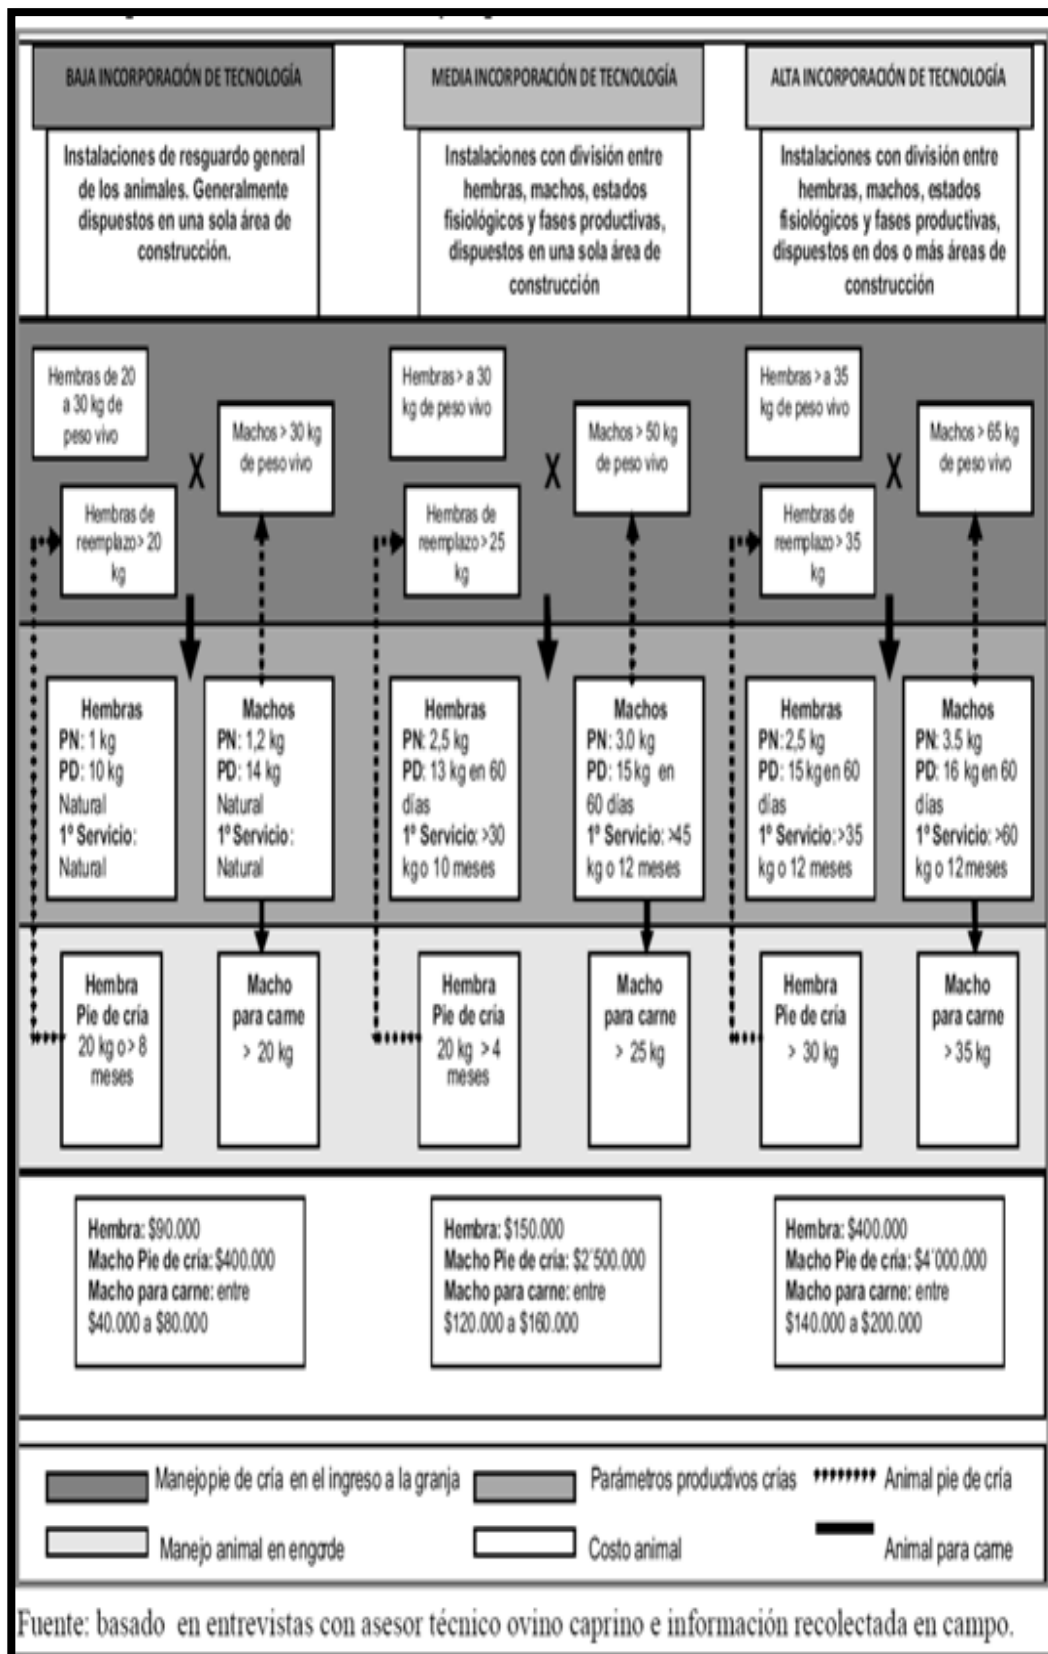 BAJA INCORPORACIÓN DE TECNOLOGÍA
Instalaciones de resguardo general
de los animales. Generalmente
dispuestos en una sola área de
construcción.
MEDIA INCORPORACIÓN DE TECNOLOGÍA
Instalaciones con división entre
hembras, machos, estados
fisiológicos y fases productivas,
dispuestos en una sola área de
construcción
ALTA INCORPORACIÓN DE TECNOLOGÍA
Instalaciones con división entre
hembras, machos, estados
fisiológicos y fases productivas,
dispuestos en dos o más áreas de
construcción
Hembras de 20
a 30 kg de
peso vivo
X
Machos > 30 kg
de peso vivo
Hembras de
reemplazo > 20
kg
Hembras > a 30
kg de peso vivo
X
Machos > 50 kg
de peso vivo
Hembras de
reemplazo > 25
kg
Hembras > a 35
kg de peso vivo
X
Machos > 65 kg
de peso vivo
Hembras de
reemplazo > 35
kg
Hembras
PN: 1 kg
PD: 10 kg
Natural
1º Servicio:
Natural
Machos
PN: 1,2 kg
PD: 14 kg
Natural
1º Servicio:
Natural
Hembras
PN: 2,5 kg
PD: 13 kg en 60
días
1º Servicio: >30
kg o 10 meses
Machos
PN: 3.0 kg
PD: 15kg en
60 días
1º Servicio: >45
kg o 12 meses
Hembras
PN: 2,5 kg
PD: 15 kg en 60
días
1º Servicio: >35
kg o 12 meses
Machos
PN: 3.5 kg
PD: 16 kg en 60
días
1º Servicio: >60
kg o 12 meses
Hembra
Pie de cría
20 kg o > 8
meses
Macho
para carne
> 20 kg
Hembra
Pie de cría
20 kg > 4
meses
Macho
para carne
> 25 kg
Hembra
Pie de cría
> 30 kg
Macho
para carne
> 35 kg
Hembra: $90.000
Macho Pie de cría: $400.000
Macho para carne: entre
$40.000 a $80.000
Hembra: $150.000
Macho Pie de cría: $2´500.000
Macho para carne: entre
$120.000 a $160.000
Hembra: $400.000
Macho Pie de cría: $4´000.000
Macho para carne: entre
$140.000 a $200.000
Manejo pie de cría en el ingreso a la granja
Parámetros productivos crías
Animal pie de cría
Manejo animal en engorde
Costo animal
Animal para carne
Fuente: basado en entrevistas con asesor técnico ovino caprino e información recolectada en campo.